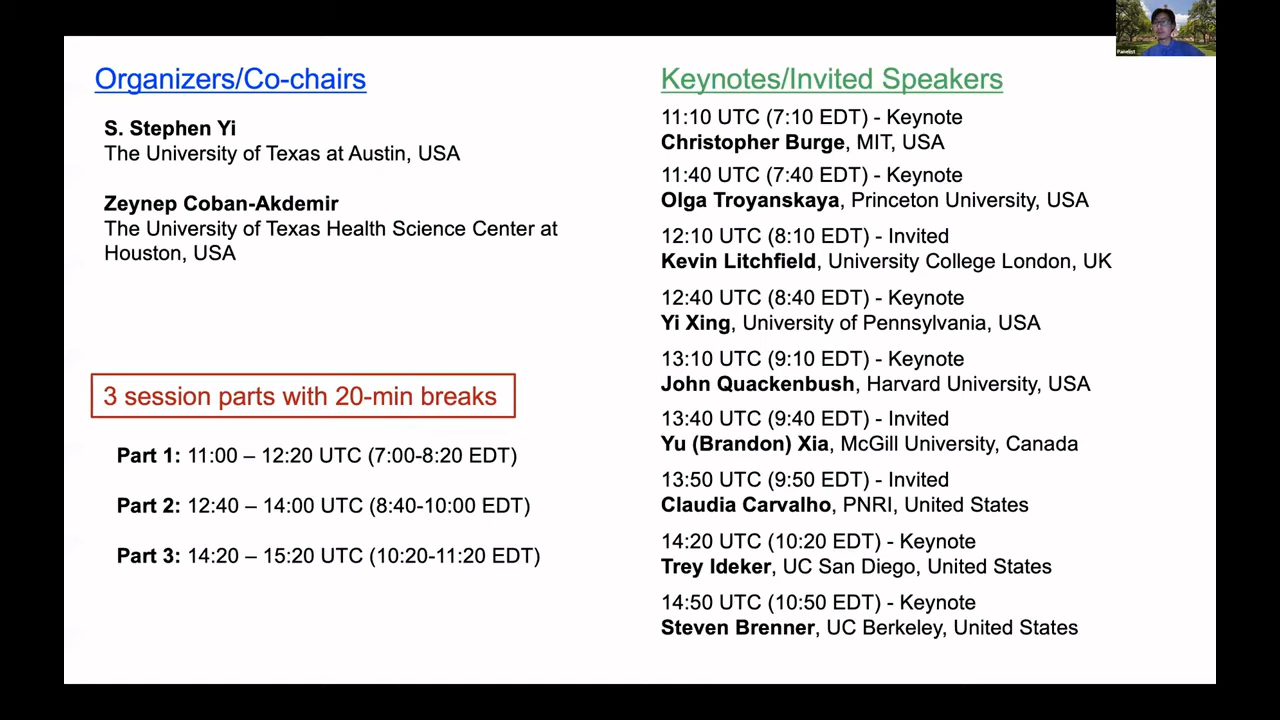 Organizers/Co-chairs
S. Stephen Yi
The University of Texas at Austin, USA
Zeynep Coban-Akdemir
The University of Texas Health Science Center at
Houston, USA
3 session parts with 20-min breaks
Part 1: 11:00 – 12:20 UTC (7:00-8:20 EDT)
Part 2: 12:40 – 14:00 UTC (8:40-10:00 EDT)
Part 3: 14:20 – 15:20 UTC (10:20-11:20 EDT)
Keynotes/Invited Speakers
11:10 UTC (7:10 EDT) - Keynote
Christopher Burge, MIT, USA
11:40 UTC (7:40 EDT) - Keynote
Olga Troyanskaya, Princeton University, USA
12:10 UTC (8:10 EDT) - Invited
Kevin Litchfield, University College London, UK
12:40 UTC (8:40 EDT) - Keynote
Yi Xing, University of Pennsylvania, USA
13:10 UTC (9:10 EDT) - Keynote
John Quackenbush, Harvard University, USA
13:40 UTC (9:40 EDT) - Invited
Yu (Brandon) Xia, McGill University, Canada
13:50 UTC (9:50 EDT) - Invited
Claudia Carvalho, PNRI, United States
14:20 UTC (10:20 EDT) - Keynote
Trey Ideker, UC San Diego, United States
14:50 UTC (10:50 EDT) - Keynote
Steven Brenner, UC Berkeley, United States
Panelist